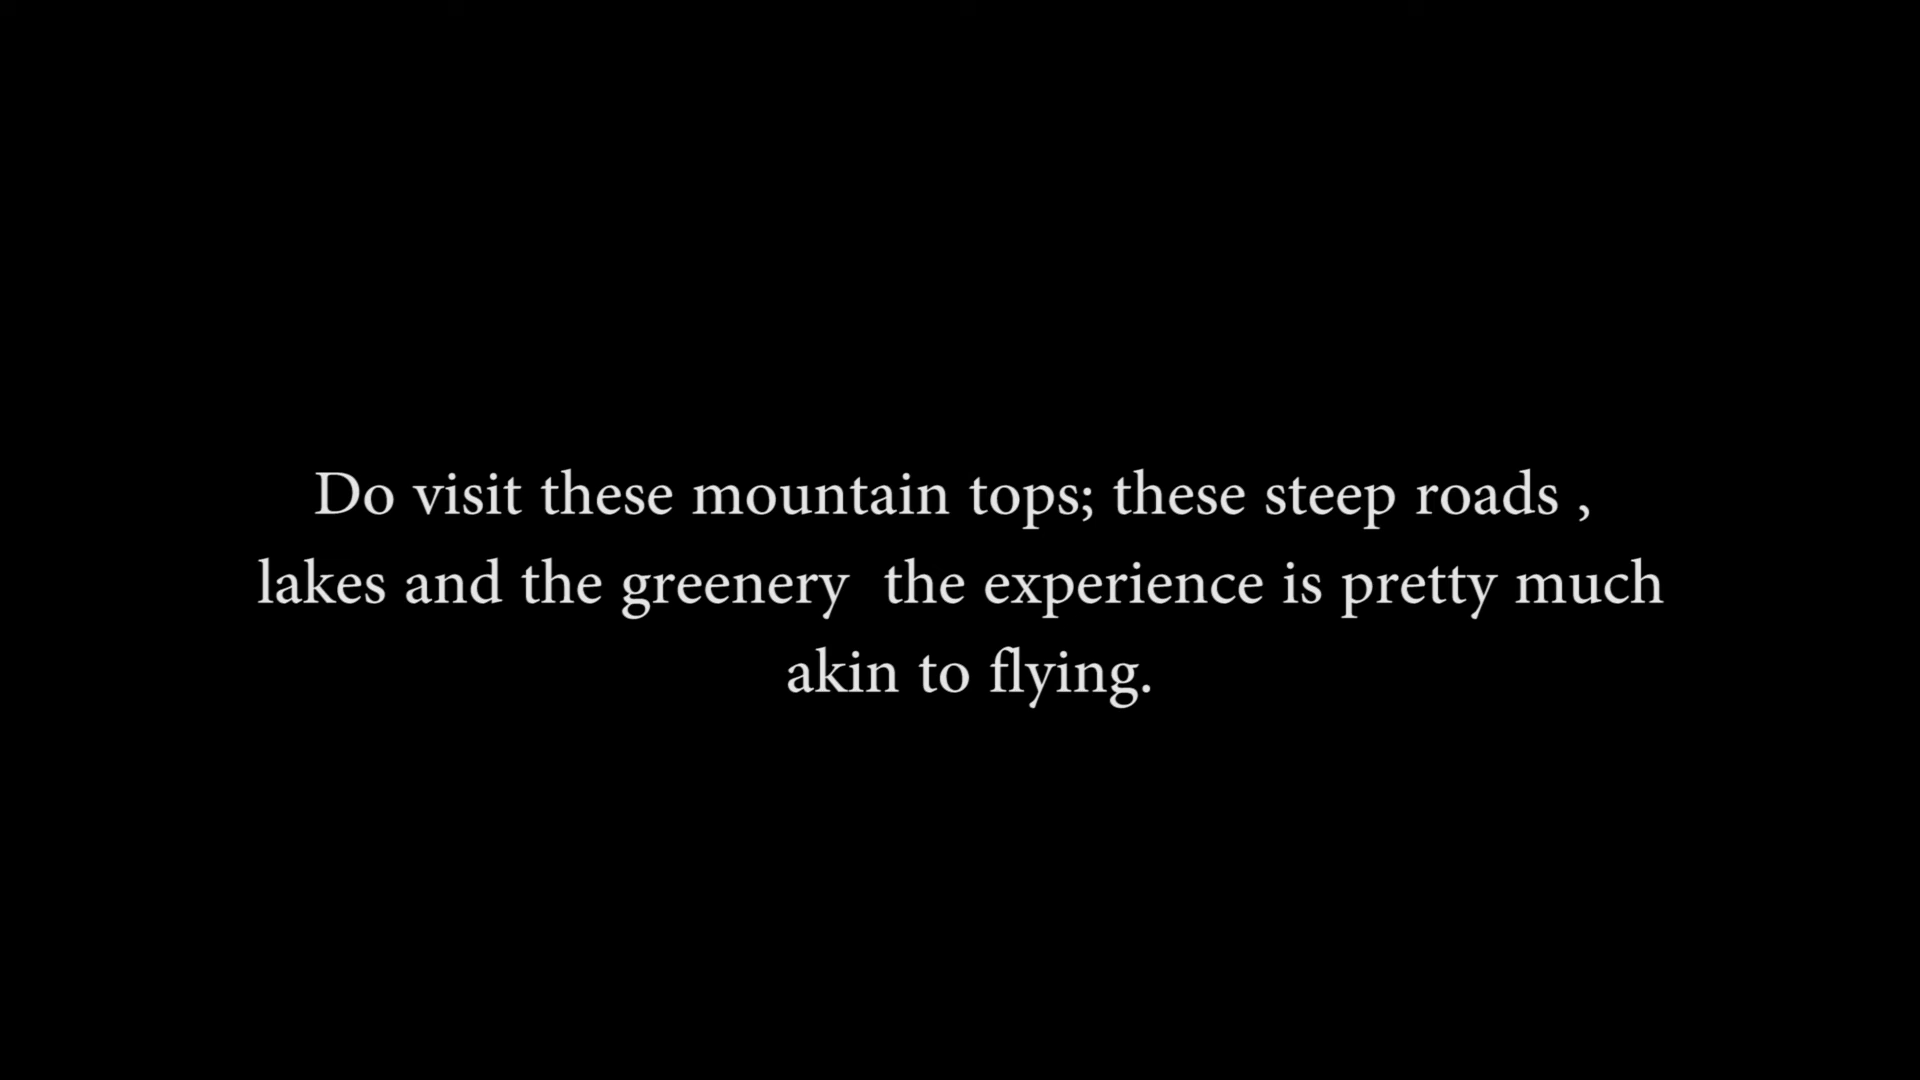 Do visit these mountain tops; these steep roads ,
lakes and the greenery  the experience is pretty much
akin to flying.